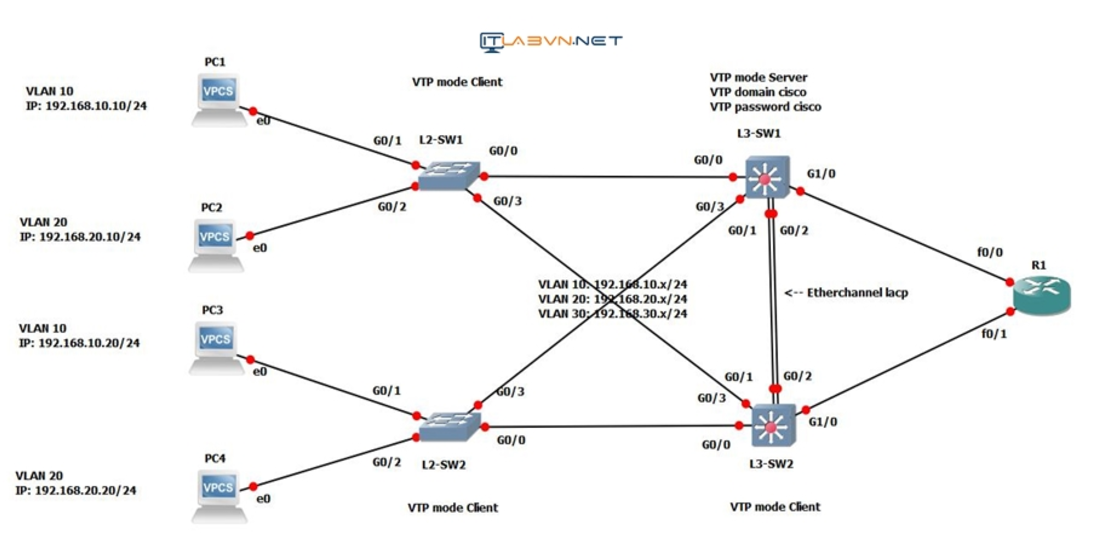 ITLABVN.NET
PC1
VLAN 10
IP: 192.168.10.10/24
VPCS
e0
VTP mode Client
VTP mode Server
VTP domain cisco
VTP password cisco
L3-SW1
G0/1
L2-SW1
G0/0
G0/0
G1/0
G0/2
G0/3
G0/3
G0/1
G0/2
PC2
VLAN 20
IP: 192.168.20.10/24
VPCS
e0
f0/0
R1
f0/1
VLAN 10: 192.168.10.x/24
VLAN 20: 192.168.20.x/24
VLAN 30: 192.168.30.x/24
<-- Etherchannel lacp
PC3
VLAN 10
IP: 192.168.10.20/24
VPCS
e0
G0/1
G0/3
G0/1
G0/2
G0/3
G1/0
G0/2
G0/0
G0/0
L2-SW2
L3-SW2
PC4
VLAN 20
IP: 192.168.20.20/24
VPCS
e0
VTP mode Client
VTP mode Client